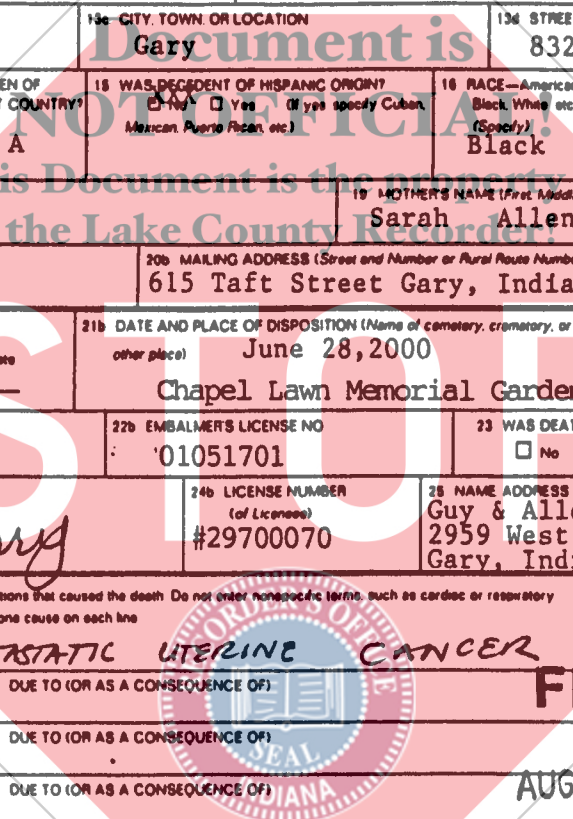 13c CITY, TOWN, OR LOCATION
13d STREE
Gary
832
Document is
EN OF
COUNTRY?
A
15 WAS DECEDENT OF HISPANIC ORIGIN?
No Yes (If yes specify Cuban,
Mexican, Puerto Rican, etc.)
16 RACE—American
Black, White etc
(Specify)
Black
NOT OFFICIAL!
is Document is the property
the Lake County Recorder!
19 MOTHER'S NAME (First, Middle
Sarah Allen
20b MAILING ADDRESS (Street and Number or Rural Route Numbe
615 Taft Street Gary, India
21b DATE AND PLACE OF DISPOSITION (Name of cemetery, crematory, or
other place) June 28,2000
Chapel Lawn Memorial Garden
STOP
22b EMBALMER'S LICENSE NO
01051701
23 WAS DEAT
No
24b LICENSE NUMBER
(of Licensee)
#29700070
25 NAME ADDRESS
Guy & Alle
2959 West
Gary, Indi
tions that caused the death Do not enter nonspecific terms, such as cardiac or respiratory
one cause on each line
TASTATIC UTERINE CANCER
DUE TO (OR AS A CONSEQUENCE OF)
F
DUE TO (OR AS A CONSEQUENCE OF)
DUE TO (OR AS A CONSEQUENCE OF)
AUG
RECORDER'S OFFICE
SEAL
INDIANA